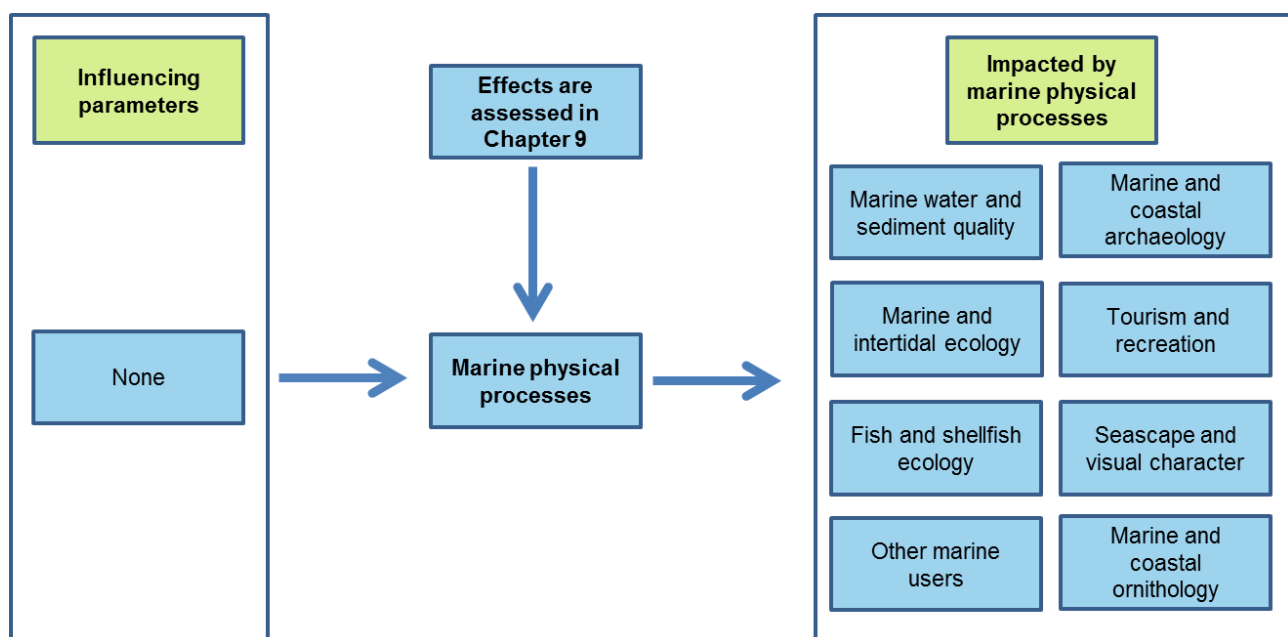 Influencing
parameters
None
Effects are
assessed in
Chapter 9
Marine physical
processes
Impacted by
marine physical
processes
Marine water and
sediment quality
Marine and
coastal
archaeology
Marine and
intertidal ecology
Tourism and
recreation
Fish and shellfish
ecology
Seascape and
visual character
Other marine
users
Marine and
coastal
ornithology